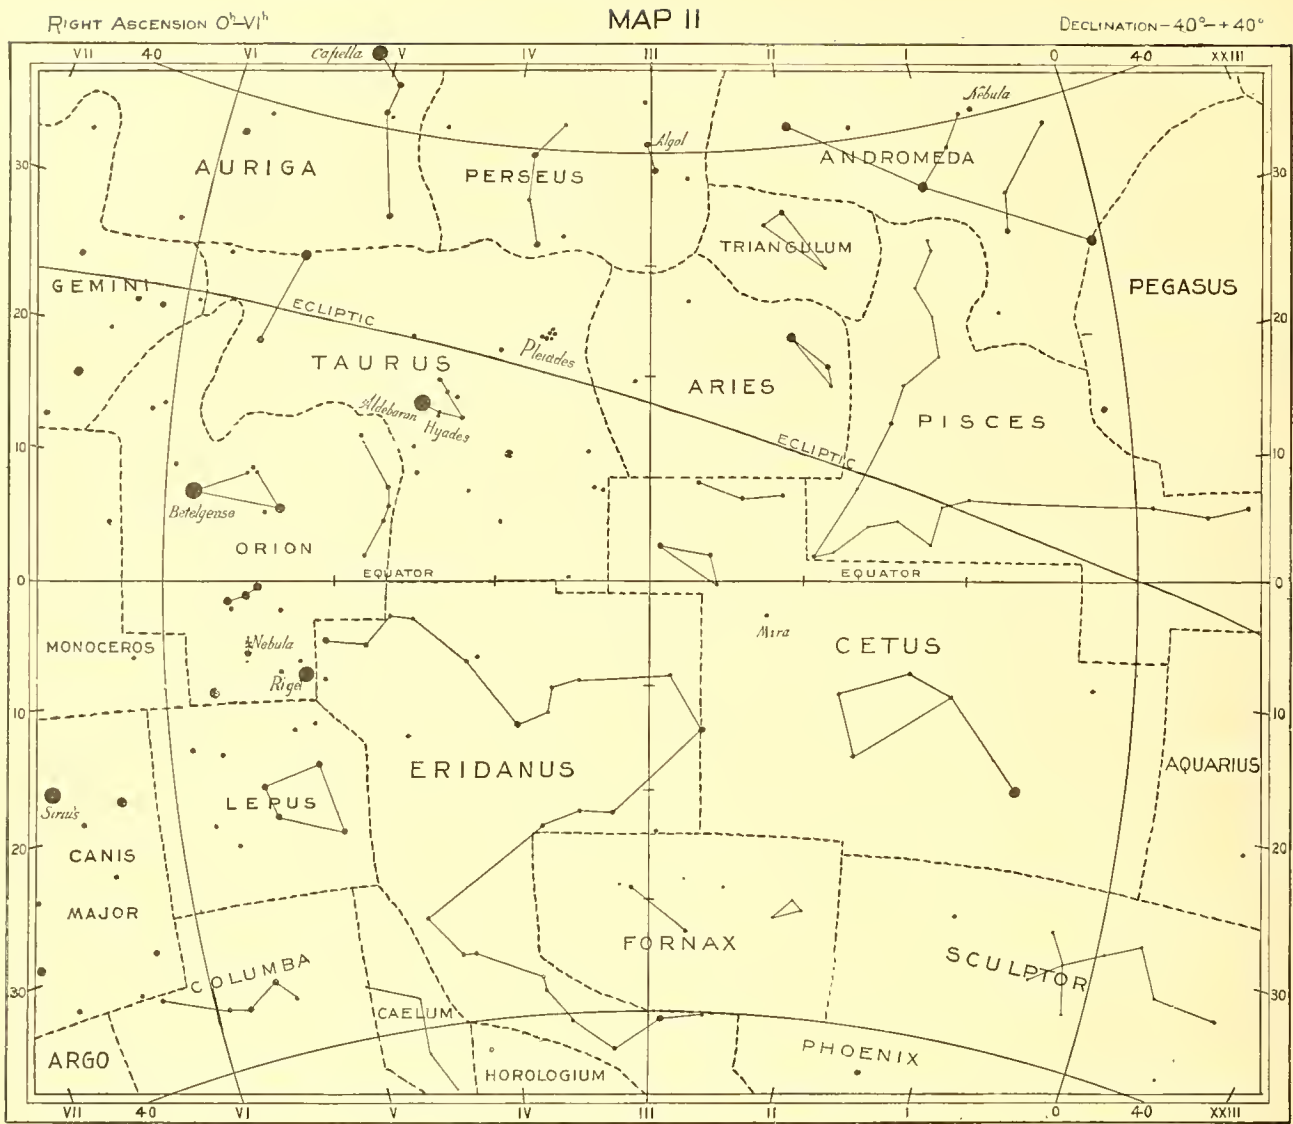 RIGHT ASCENSION 0ʰ–VIʰ
MAP II
DECLINATION –40°–+40°
VII 40 VI Capella V IV III II I 0 40 XXIII
Nebula
Algol
ANDROMEDA
30 AURIGA PERSEUS 30
TRIANGULUM
GEMINI PEGASUS
ECLIPTIC
20 20
Pleiades
TAURUS
ARIES
Aldebaran
Hyades
PISCES
10 ECLIPTIC 10
Betelgense
ORION
EQUATOR EQUATOR
0 0
Mira
Nebula CETUS
MONOCEROS
Rigel
10 10
ERIDANUS AQUARIUS
LEPUS
Sirius
20 20
CANIS
MAJOR
FORNAX
COLUMBA SCULPTOR
30 30
CAELUM
PHOENIX
ARGO HOROLOGIUM
VII 40 VI V IV III II I 0 40 XXIII